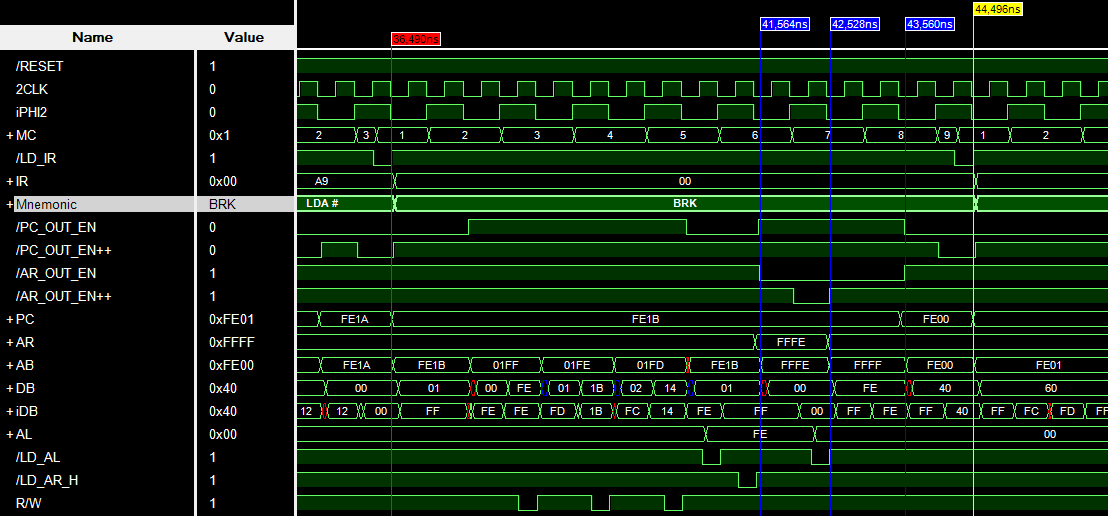 44,496ns
41,564ns 42,528ns 43,560ns
Name Value 36,490ns
/RESET 1
2CLK 0
iPHI2 0
+MC 0x1 2 3 1 2 3 4 5 6 7 8 9 1 2
/LD_IR 1
+IR 0x00 A9 00
+Mnemonic BRK LDA # BRK
/PC_OUT_EN 0
/PC_OUT_EN++ 0
/AR_OUT_EN 1
/AR_OUT_EN++ 1
+PC 0xFE01 FE1A FE1B FE00
+AR 0xFFFF FFFE
+AB 0xFE00 FE1A FE1B 01FF 01FE 01FD FE1B FFFE FFFF FE00 FE01
+DB 0x40 00 01 00 FE 01 1B 02 14 01 00 FE 40 60
+iDB 0x40 12 12 00 FF FE FE FD 1B FC 14 FE FF 00 FF FE FF 40 FF FC FD FF
+AL 0x00 FE 00
/LD_AL 1
/LD_AR_H 1
R/W 1